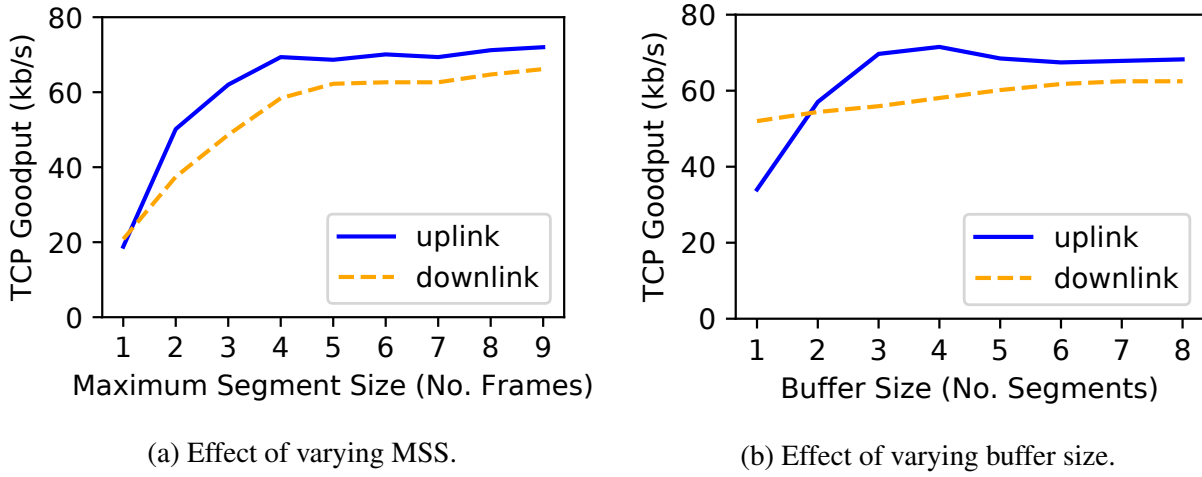 80
60
40
20
0
TCP Goodput (kb/s)
uplink
downlink
1 2 3 4 5 6 7 8 9
Maximum Segment Size (No. Frames)
(a) Effect of varying MSS.
80
60
40
20
0
TCP Goodput (kb/s)
uplink
downlink
1 2 3 4 5 6 7 8
Buffer Size (No. Segments)
(b) Effect of varying buffer size.